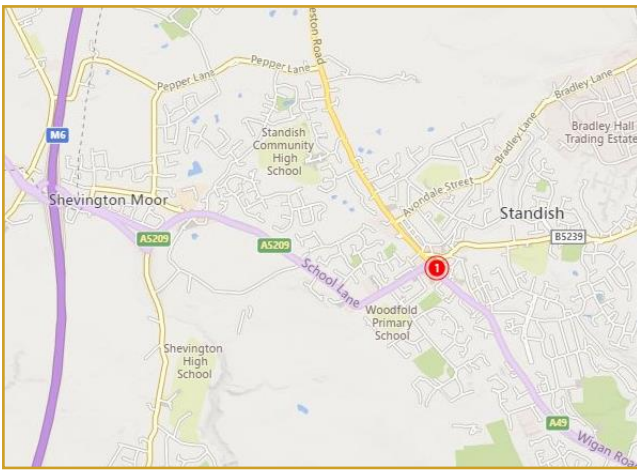 eston Road
Pepper Lane
Pepper Lane
Bradley Lane
Bradley Hall
Trading Estate
M6
Standish
Community
High
School
Bradley Lane
Avondale Street
Shevington Moor
Standish
A5209
A5209
B5239
School Lane
1
Woodfold
Primary
School
Shevington
High
School
A49
Wigan Road